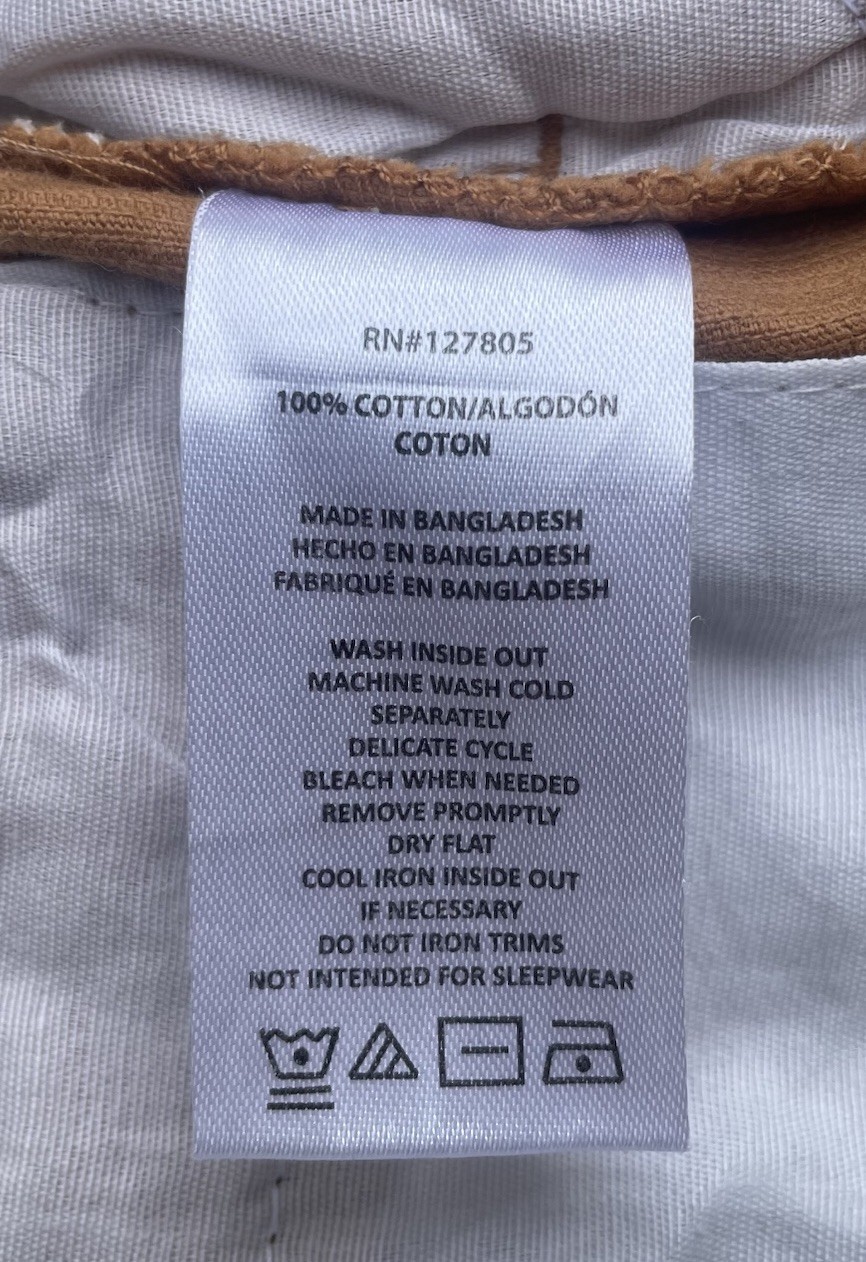 RN#127805
100% COTTON/ALGODÓN
COTON
MADE IN BANGLADESH
HECHO EN BANGLADESH
FABRIQUÉ EN BANGLADESH
WASH INSIDE OUT
MACHINE WASH COLD
SEPARATELY
DELICATE CYCLE
BLEACH WHEN NEEDED
REMOVE PROMPTLY
DRY FLAT
COOL IRON INSIDE OUT
IF NECESSARY
DO NOT IRON TRIMS
NOT INTENDED FOR SLEEPWEAR